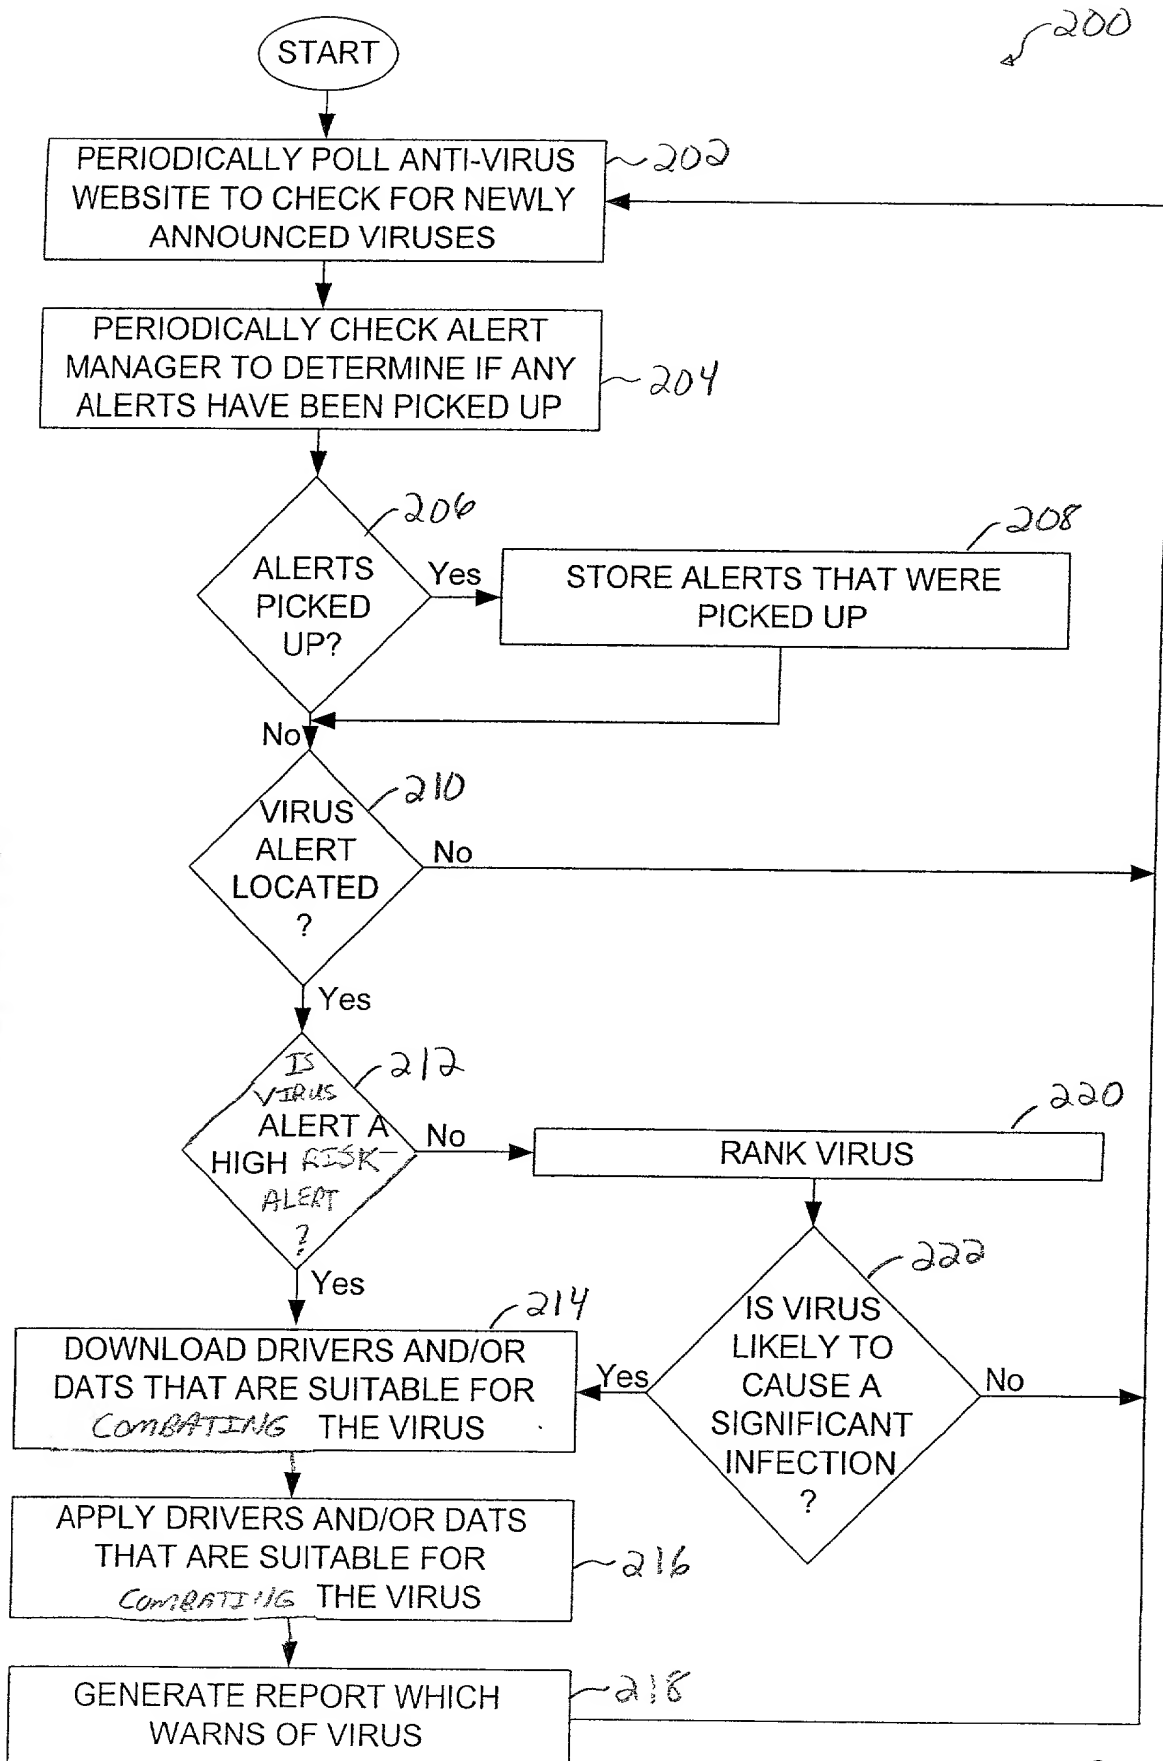 200
START
PERIODICALLY POLL ANTI-VIRUS
WEBSITE TO CHECK FOR NEWLY
ANNOUNCED VIRUSES
202
PERIODICALLY CHECK ALERT
MANAGER TO DETERMINE IF ANY
ALERTS HAVE BEEN PICKED UP
204
206
ALERTS
PICKED
UP?
Yes
208
STORE ALERTS THAT WERE
PICKED UP
No
210
VIRUS
ALERT
LOCATED
?
No
Yes
212
IS
VIRUS
ALERT A
HIGH RISK-
ALERT
?
No
220
RANK VIRUS
Yes
222
IS VIRUS
LIKELY TO
CAUSE A
SIGNIFICANT
INFECTION
?
Yes
No
214
DOWNLOAD DRIVERS AND/OR
DATS THAT ARE SUITABLE FOR
COMBATING THE VIRUS
APPLY DRIVERS AND/OR DATS
THAT ARE SUITABLE FOR
COMBATING THE VIRUS
216
GENERATE REPORT WHICH
WARNS OF VIRUS
218